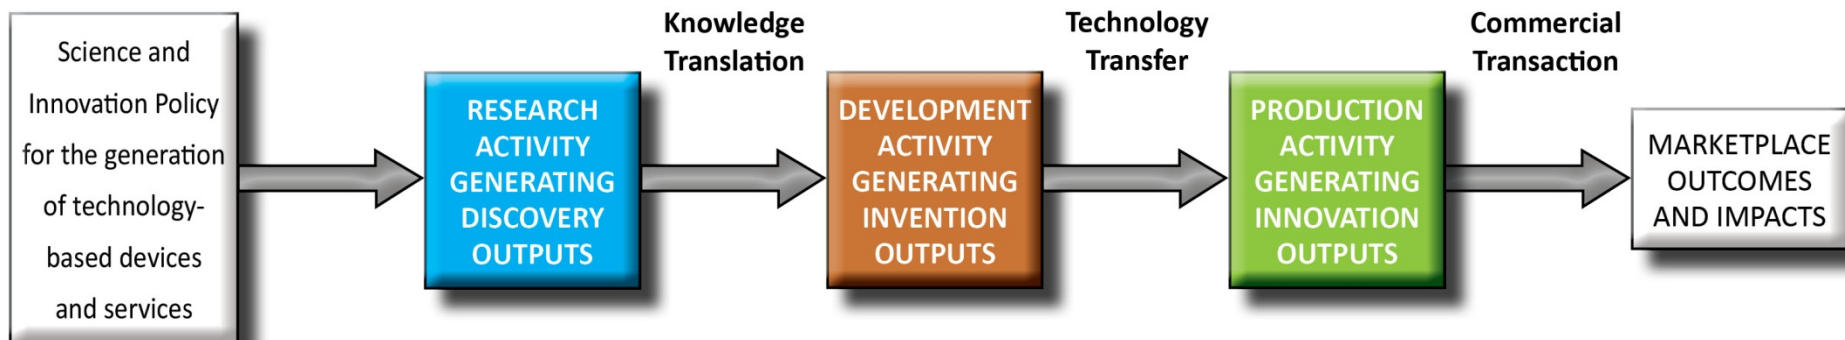 Science and
Innovation Policy
for the generation
of technology-
based devices
and services
RESEARCH
ACTIVITY
GENERATING
DISCOVERY
OUTPUTS
Knowledge
Translation
DEVELOPMENT
ACTIVITY
GENERATING
INVENTION
OUTPUTS
Technology
Transfer
PRODUCTION
ACTIVITY
GENERATING
INNOVATION
OUTPUTS
Commercial
Transaction
MARKETPLACE
OUTCOMES
AND IMPACTS